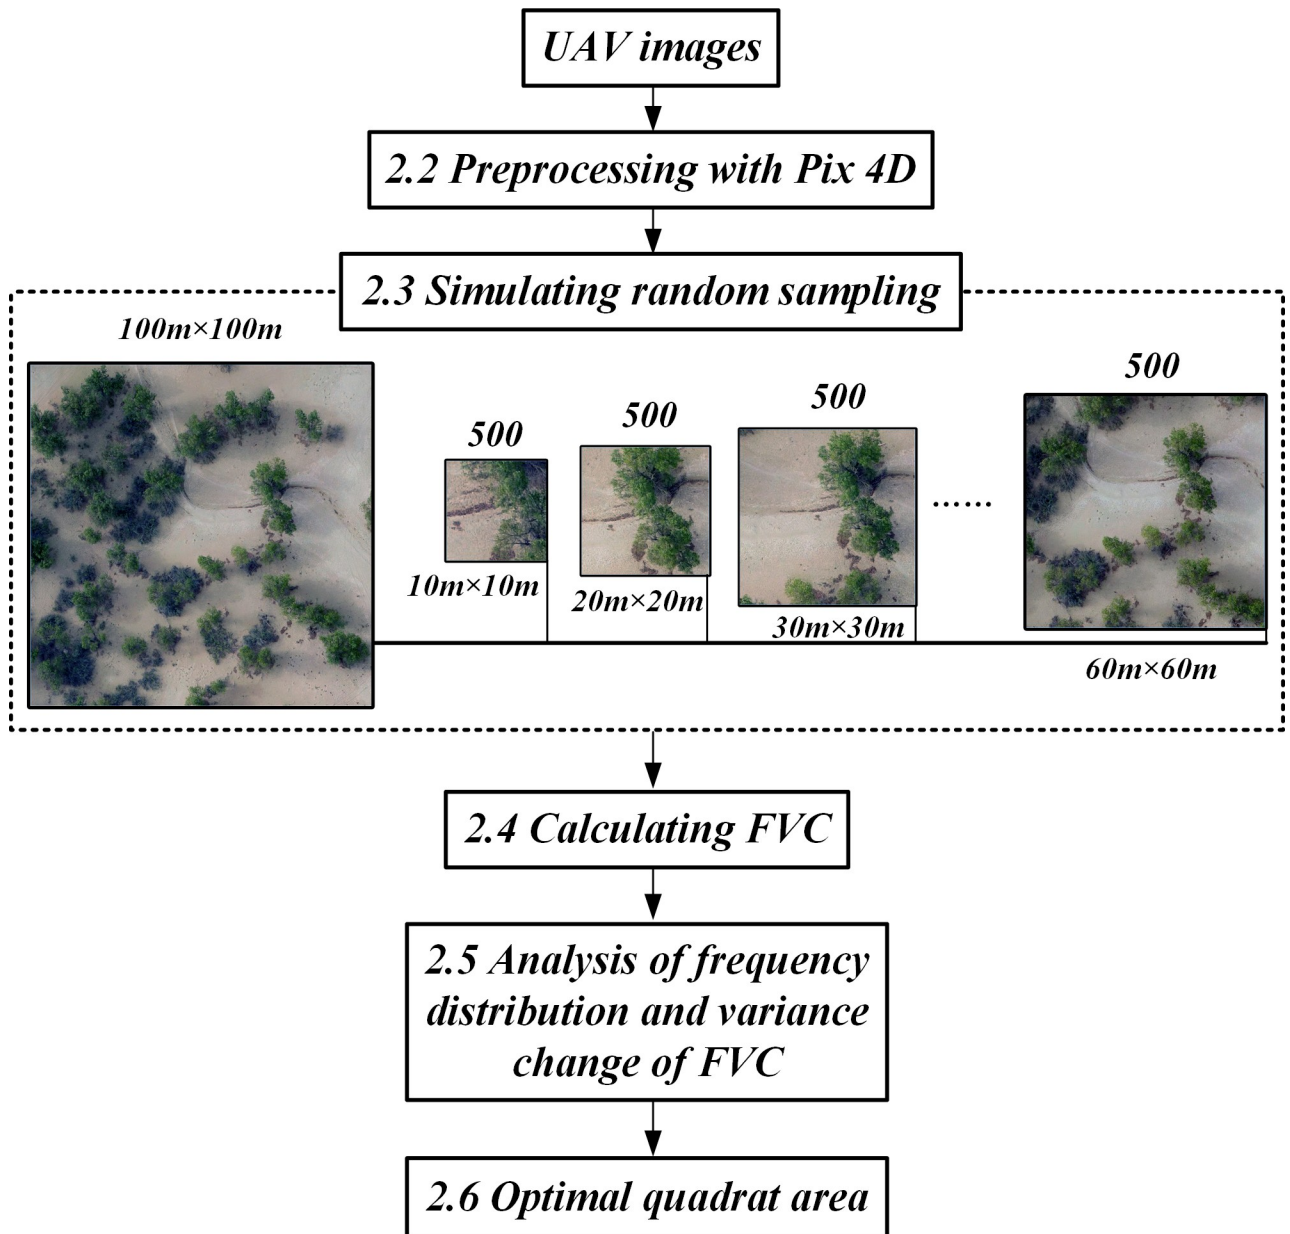 UAV images
2.2 Preprocessing with Pix 4D
2.3 Simulating random sampling
100m×100m
500
500
500
500
......
10m×10m
20m×20m
30m×30m
60m×60m
2.4 Calculating FVC
2.5 Analysis of frequency
distribution and variance
change of FVC
2.6 Optimal quadrat area